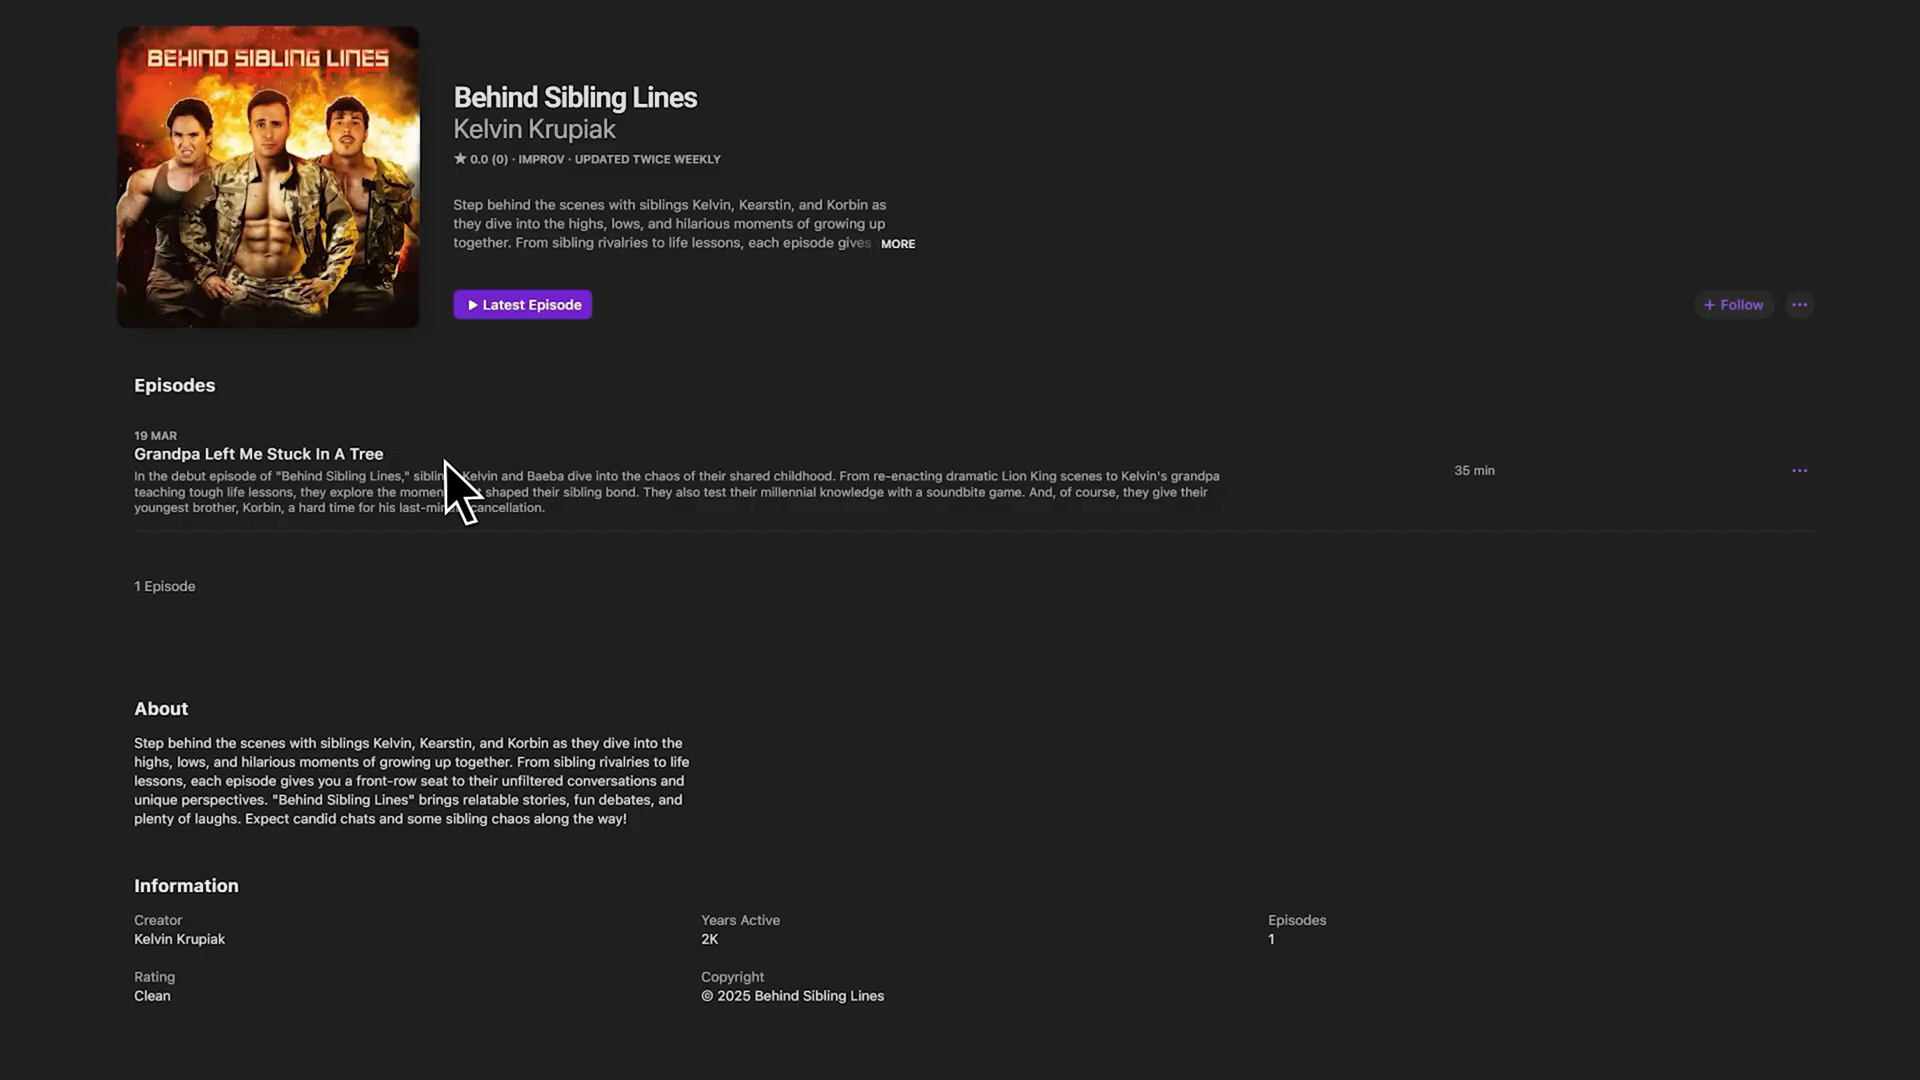 BEHIND SIBLING LINES
Behind Sibling Lines
Kelvin Krupiak
★ 0.0 (0) · IMPROV · UPDATED TWICE WEEKLY
Step behind the scenes with siblings Kelvin, Kearstin, and Korbin as
they dive into the highs, lows, and hilarious moments of growing up
together. From sibling rivalries to life lessons, each episode gives MORE
Latest Episode
+ Follow
Episodes
19 MAR
Grandpa Left Me Stuck In A Tree
In the debut episode of "Behind Sibling Lines," Kelvin and Baeba dive into the chaos of their shared childhood. From re-enacting dramatic Lion King scenes to Kelvin's grandpa
teaching tough life lessons, they explore the shaped their sibling bond. They also test their millennial knowledge with a soundbite game. And, of course, they give their
youngest brother, Korbin, a hard time for his cancellation.
35 min
1 Episode
About
Step behind the scenes with siblings Kelvin, Kearstin, and Korbin as they dive into the
highs, lows, and hilarious moments of growing up together. From sibling rivalries to life
lessons, each episode gives you a front-row seat to their unfiltered conversations and
unique perspectives. "Behind Sibling Lines" brings relatable stories, fun debates, and
plenty of laughs. Expect candid chats and some sibling chaos along the way!
Information
Creator
Kelvin Krupiak
Years Active
2K
Episodes
1
Rating
Clean
Copyright
© 2025 Behind Sibling Lines